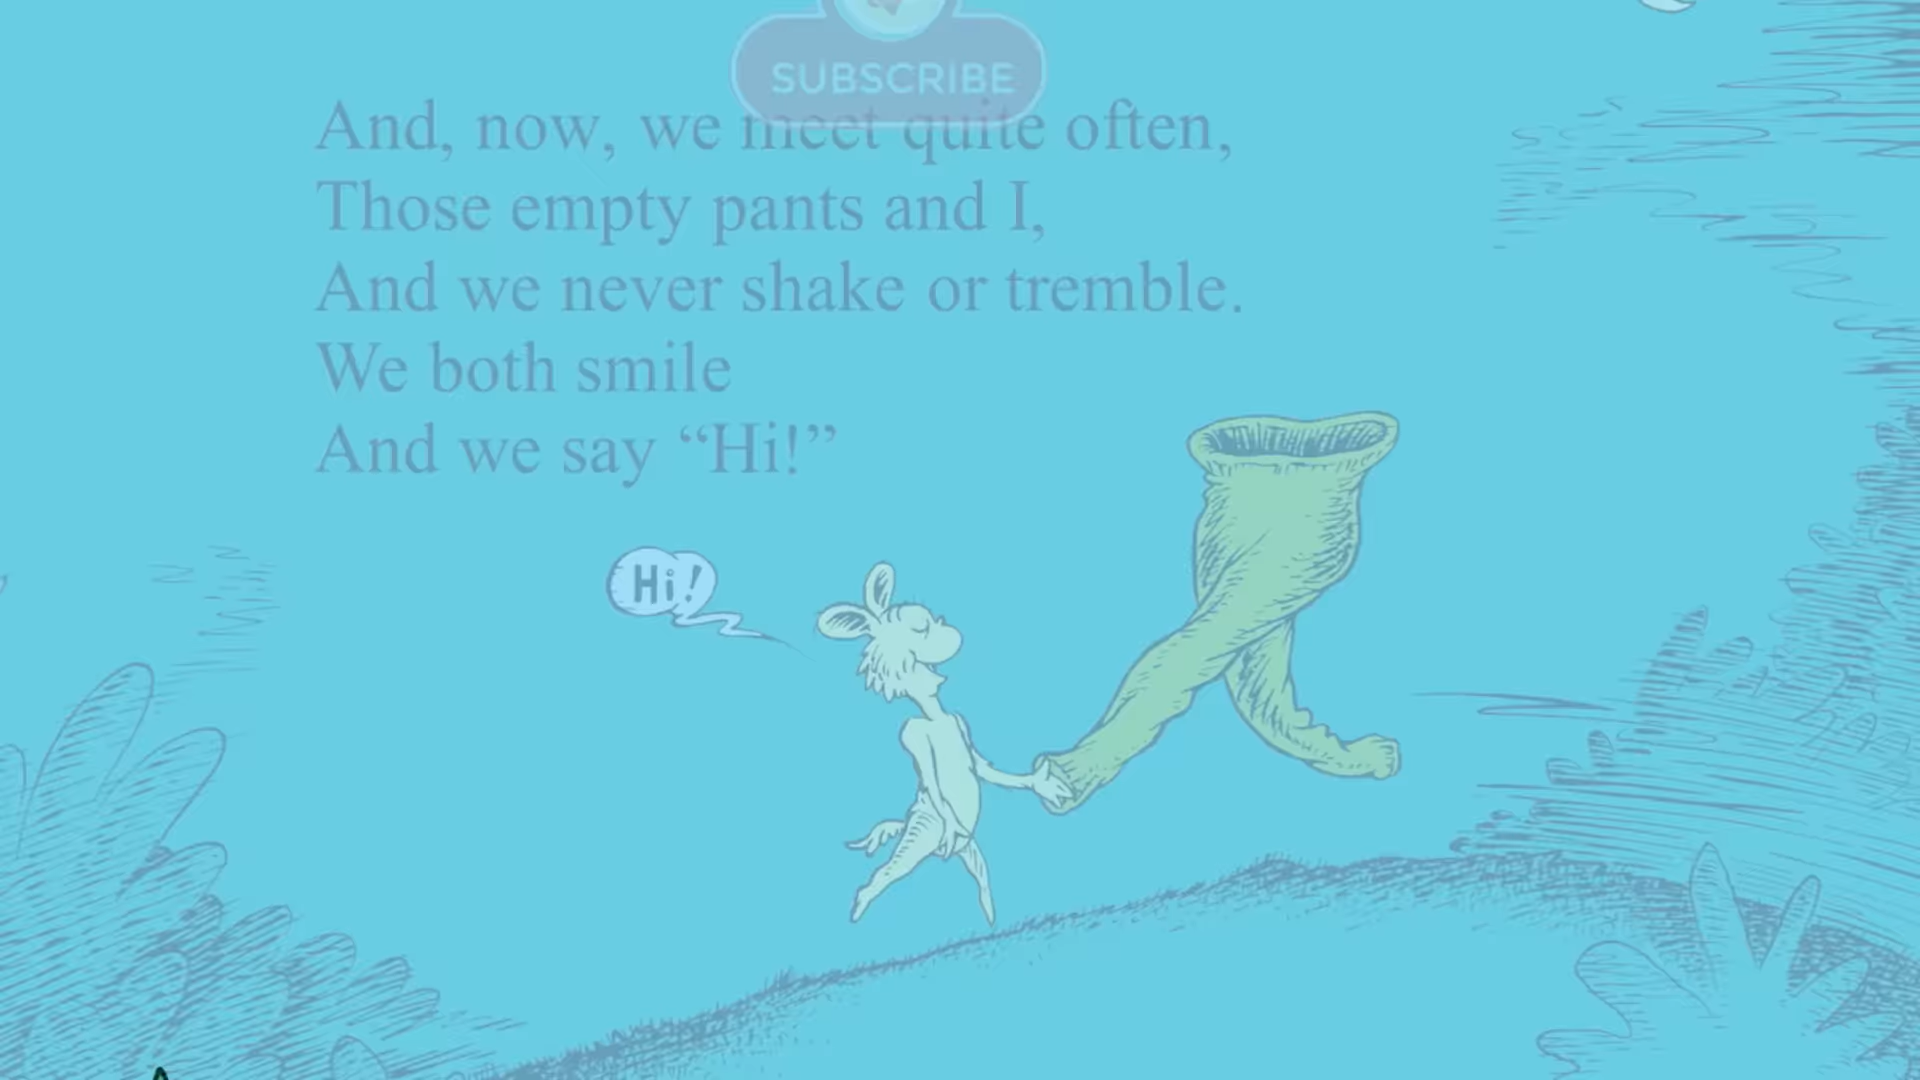 SUBSCRIBE
And, now, we meet quite often,
Those empty pants and I,
And we never shake or tremble.
We both smile
And we say “Hi!”
Hi!